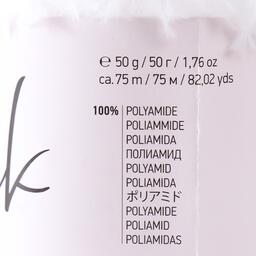 ℮ 50 g / 50 г / 1,76 oz
ca. 75 m / 75 м / 82,02 yds
100% POLYAMIDE
POLIAMMIDE
POLIAMIDA
ПОЛИАМИД
POLYAMID
POLIAMIDA
ポリアミド
POLYAMIDE
POLIAMID
POLIAMIDAS
k